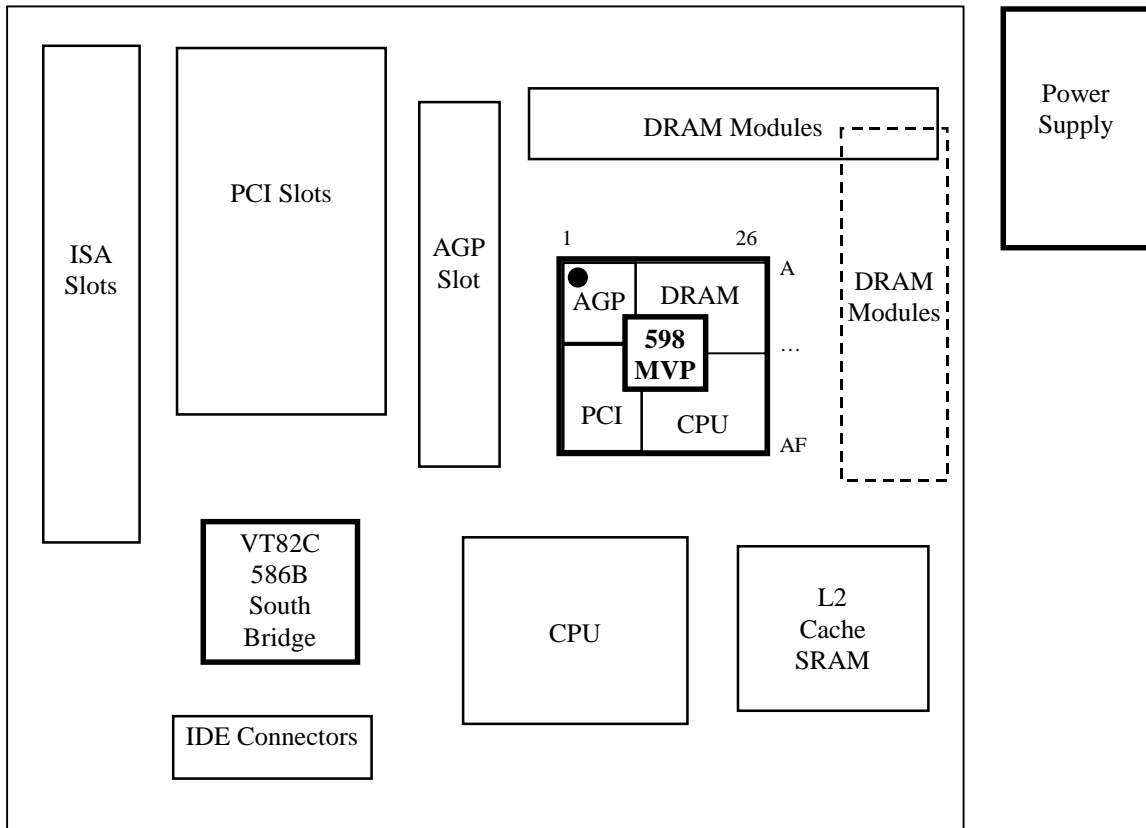 ISA
Slots
PCI Slots
AGP
Slot
DRAM Modules
Power
Supply
1
26
A
…
AF
AGP
DRAM
598
MVP
PCI
CPU
DRAM
Modules
VT82C
586B
South
Bridge
CPU
L2
Cache
SRAM
IDE Connectors